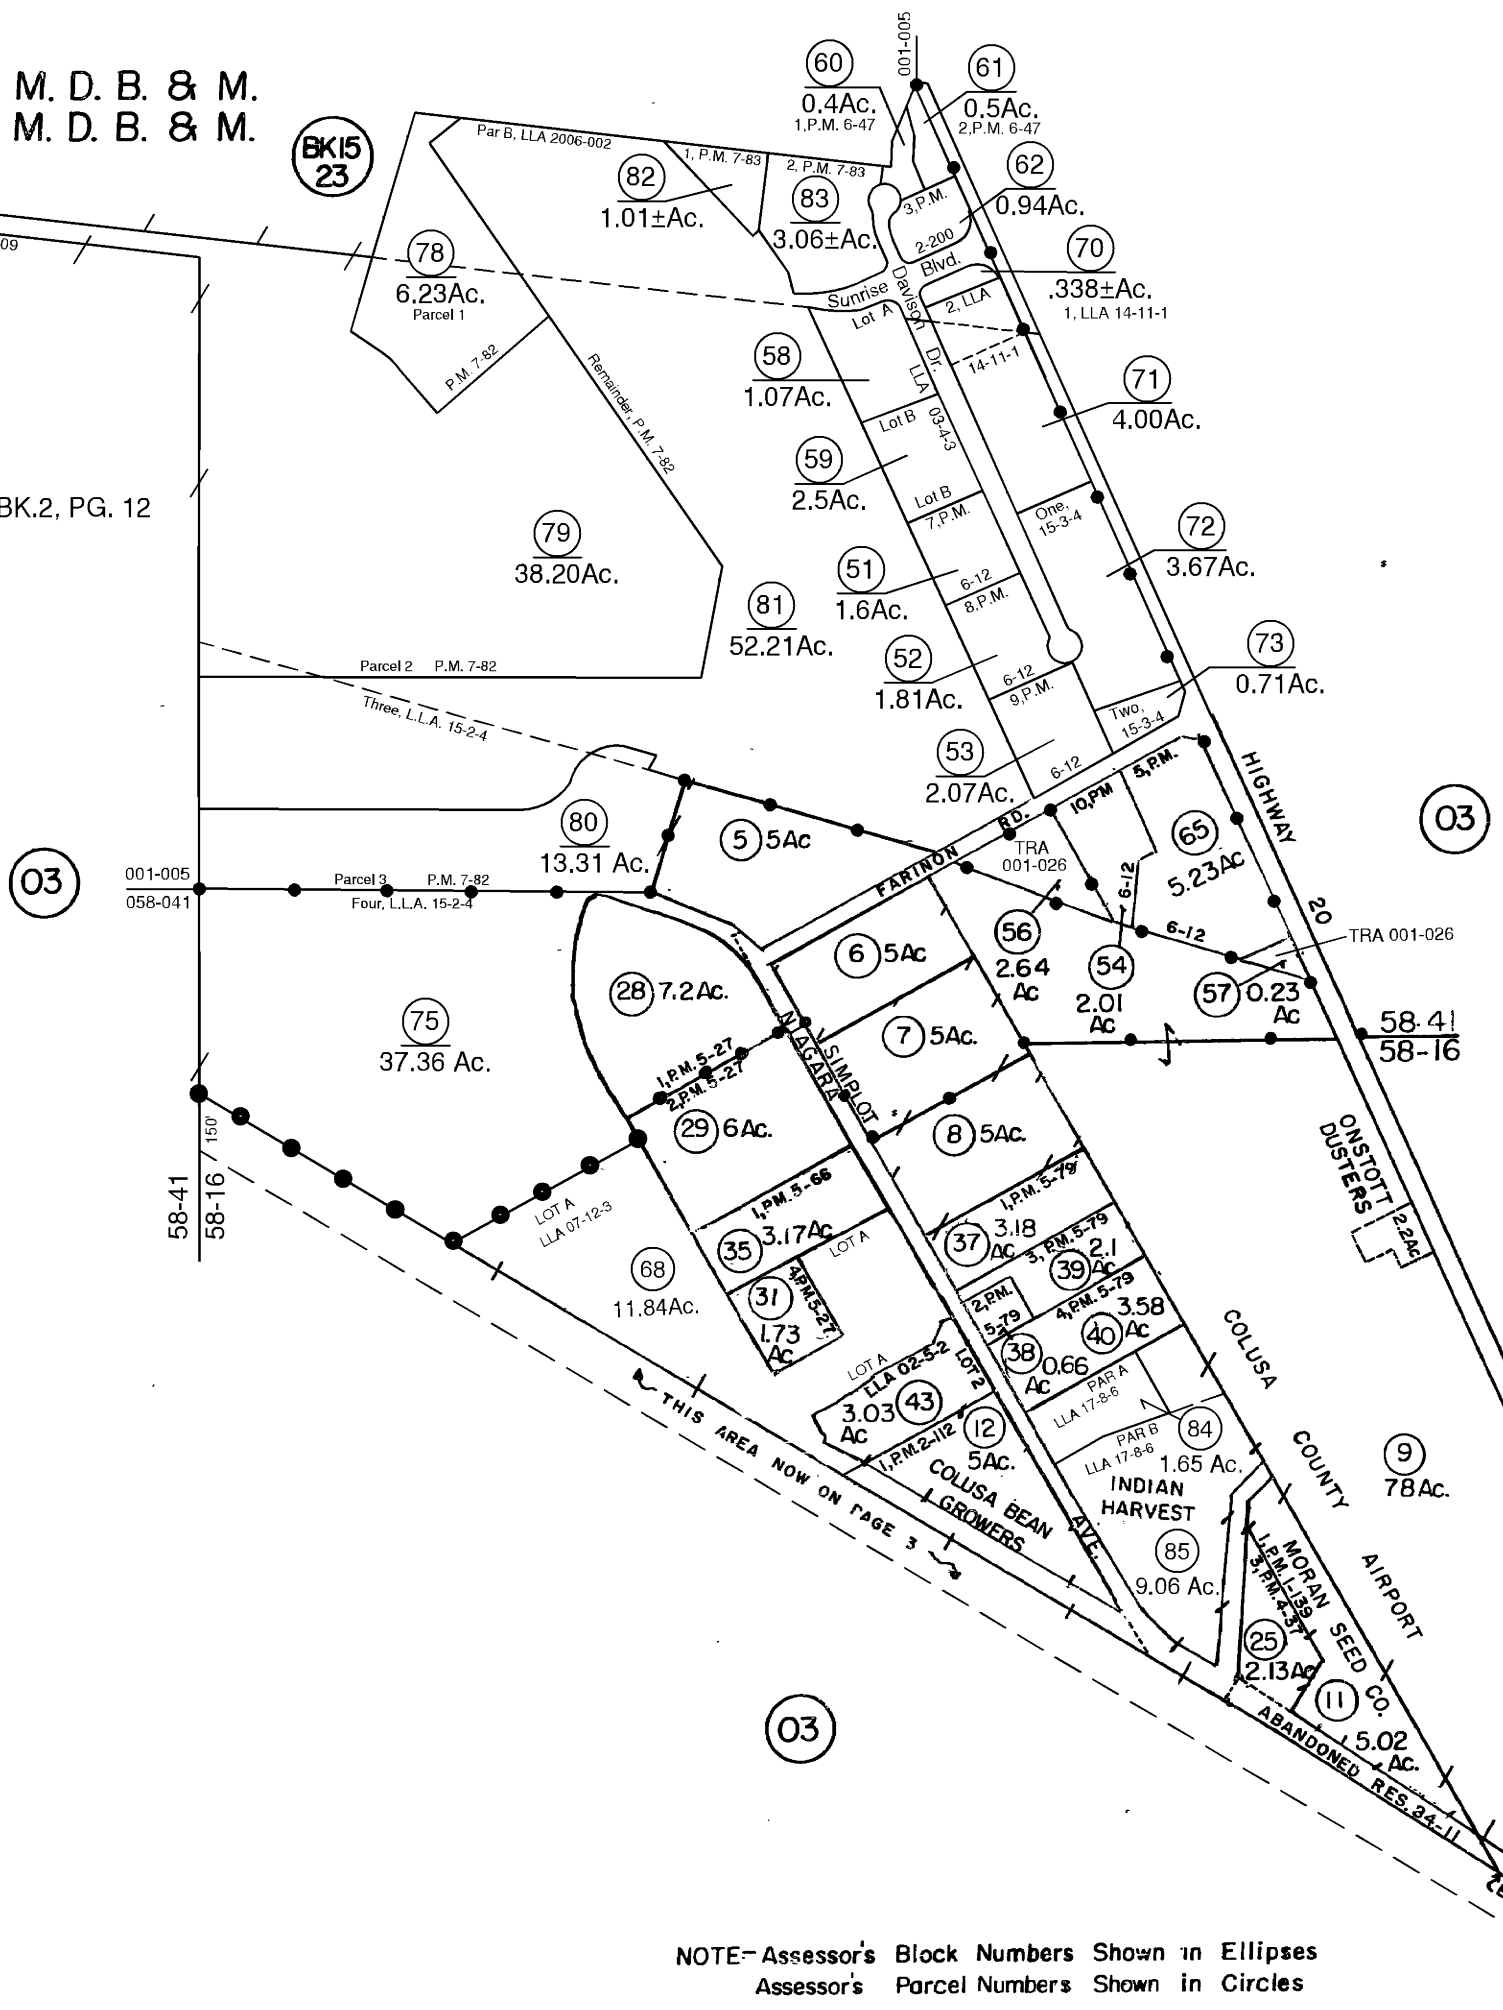 M. D. B. & M.
M. D. B. & M.
BK15
23
Par B, LLA 2006-002
60
0.4Ac.
1,P.M. 6-47
001-005
61
0.5Ac.
2,P.M. 6-47
82
1.01±Ac.
1, P.M. 7-83
2, P.M. 7-83
83
3.06±Ac.
3,P.M.
2-200
62
0.94Ac.
09
78
6.23Ac.
Parcel 1
P.M. 7-82
Remainder, P.M. 7-82
Sunrise
Blvd.
Davison
Dr.
70
.338±Ac.
1, LLA 14-11-1
2, LLA
14-11-1
Lot A
LLA
03-4-3
58
1.07Ac.
Lot B
71
4.00Ac.
59
2.5Ac.
Lot B
7,P.M.
One,
15-3-4
BK.2, PG. 12
79
38.20Ac.
72
3.67Ac.
51
1.6Ac.
6-12
8,P.M.
81
52.21Ac.
52
1.81Ac.
6-12
9,P.M.
73
0.71Ac.
Two,
15-3-4
Parcel 2 P.M. 7-82
Three, L.L.A. 15-2-4
53
2.07Ac.
6-12
5,P.M.
10,PM
HIGHWAY
20
03
80
13.31 Ac.
5 5Ac
FARINON
RD.
TRA
001-026
65
5.23Ac
03
001-005
058-041
Parcel 3 P.M. 7-82
Four, L.L.A. 15-2-4
6-12
6-12
56
2.64
Ac
54
2.01
Ac
TRA 001-026
57 0.23
Ac
6 5Ac
28 7.2Ac.
7 5Ac.
75
37.36 Ac.
58-41
58-16
NIAGARA
V SIMPLOT
1,P.M. 5-27
2,P.M. 5-27
29 6Ac.
8 5Ac.
150'
58-41
58-16
ONSTOTT
DUSTERS
2.2Ac
LOT A
LLA 07-12-3
1,P.M. 5-66
35 3.17Ac
LOT A
1,P.M. 5-79
37 3.18
Ac
3, P.M. 5-79
39 2.1
Ac
68
11.84Ac.
31
1.73
Ac
4,P.M. 5-27
2,P.M.
5-79
4,P.M. 5-79
40 3.58
Ac
38 0.66
Ac
LOT A
LLA 02-5-2
LOT 2
43 3.03
Ac
PAR A
LLA 17-8-6
PAR B
LLA 17-8-6
84
1.65 Ac.
THIS AREA NOW ON PAGE 3
1,P.M. 2-112
12
5Ac.
COLUSA BEAN
GROWERS
INDIAN
HARVEST
AVE.
85
9.06 Ac.
COLUSA
COUNTY
AIRPORT
9
78Ac.
1,P.M. 1-139
3,P.M. 4-37
MORAN SEED CO.
25
2.13Ac
11
5.02
Ac.
03
ABANDONED RES. 84-11
NOTE-Assessor's Block Numbers Shown in Ellipses
Assessor's Parcel Numbers Shown in Circles